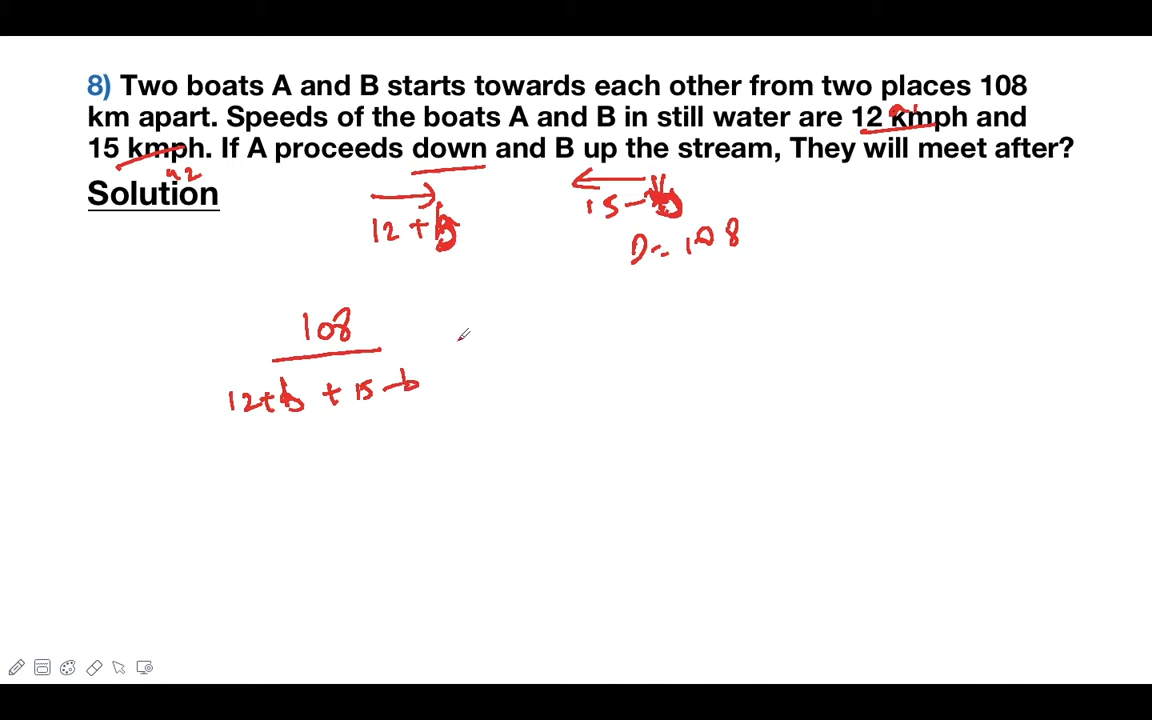 8) Two boats A and B starts towards each other from two places 108
km apart. Speeds of the boats A and B in still water are 12 kmph and
15 kmph. If A proceeds down and B up the stream, They will meet after?
Solution
12 + b
15 -
D = 108
108
12+b + 15-b